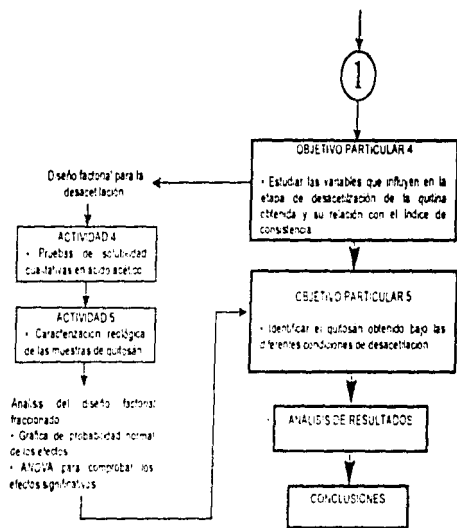 1
OBJETIVO PARTICULAR 4
• Estudiar las variables que influyen en la
etapa de desacetilización de la quitina
obtenida y su relación con el índice de
consistencia
Diseño factorial para la
desacetilación
ACTIVIDAD 4
• Pruebas de solubilidad
cualitativas en ácido acético
ACTIVIDAD 5
• Caracterización reológica
de las muestras de quitosán
Analisis del diseño factorial
fraccionado
• Gráfica de probabilidad normal
de los efectos
• ANOVA para comprobar los
efectos significativos
OBJETIVO PARTICULAR 5
• Identificar el quitosán obtenido bajo las
diferentes condiciones de desacetilación
ANÁLISIS DE RESULTADOS
CONCLUSIONES